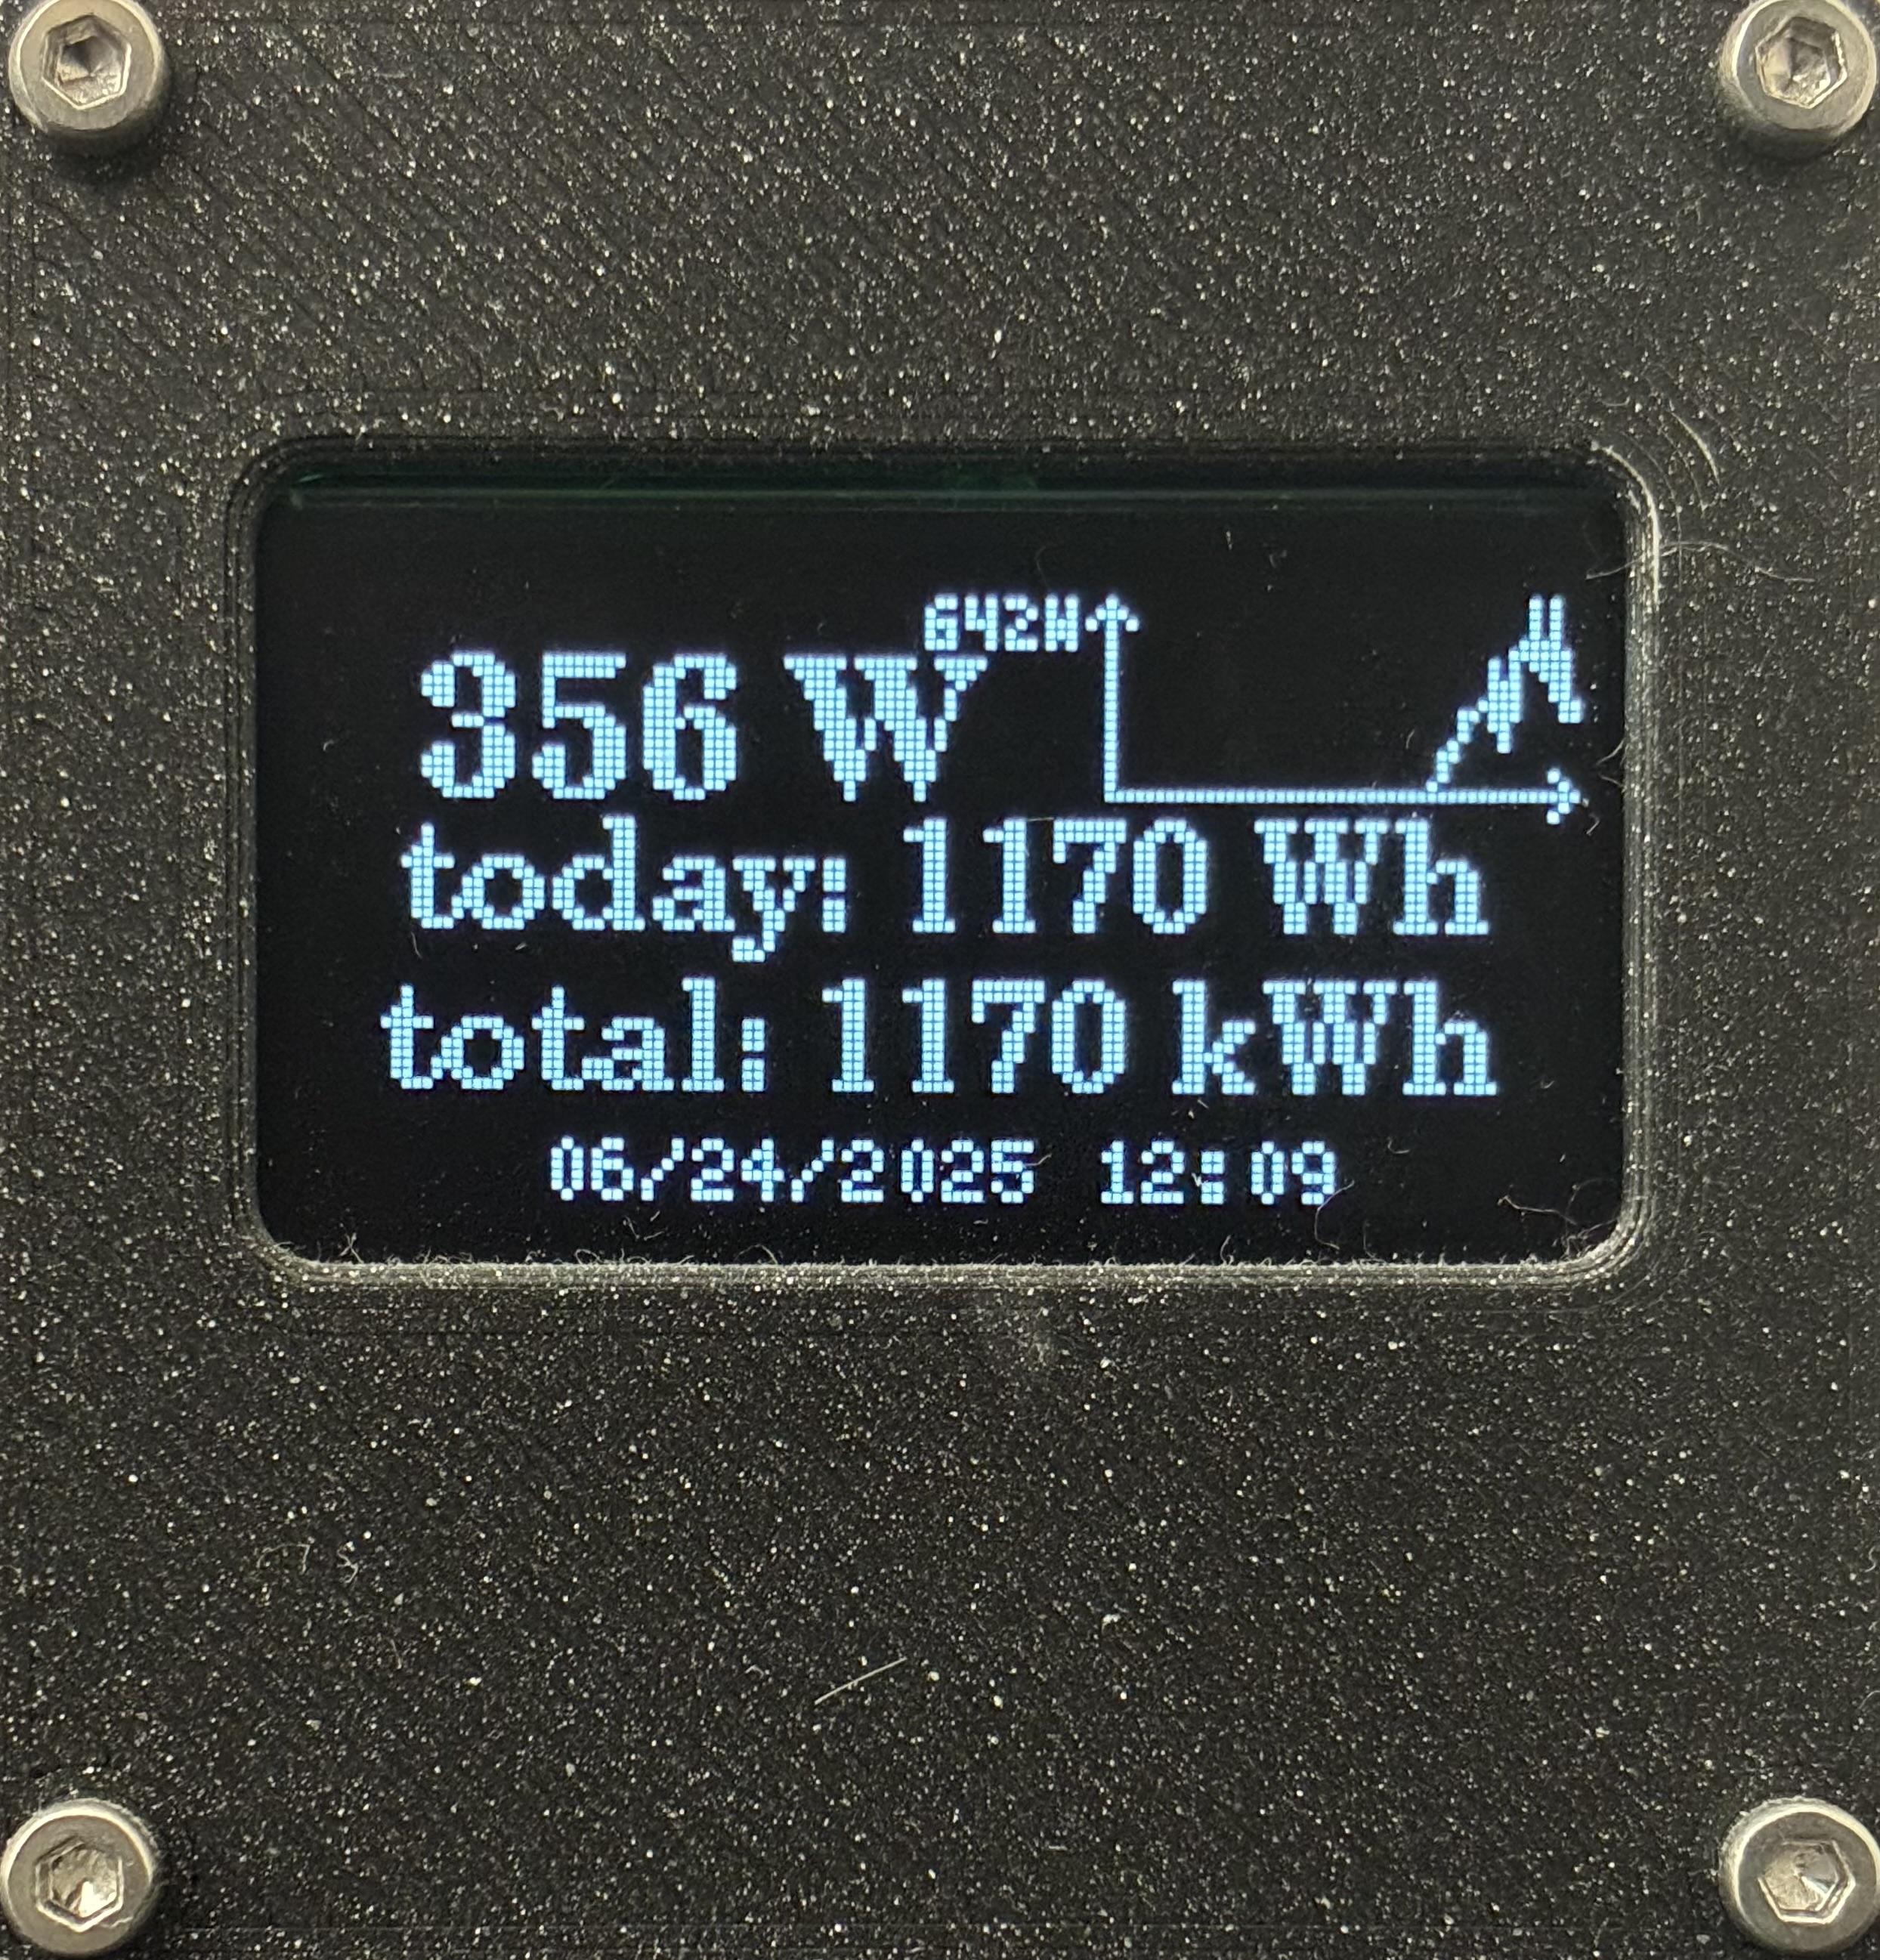 642W
356 W
today: 1170 Wh
total: 1170 kWh
06/24/2025 12:09